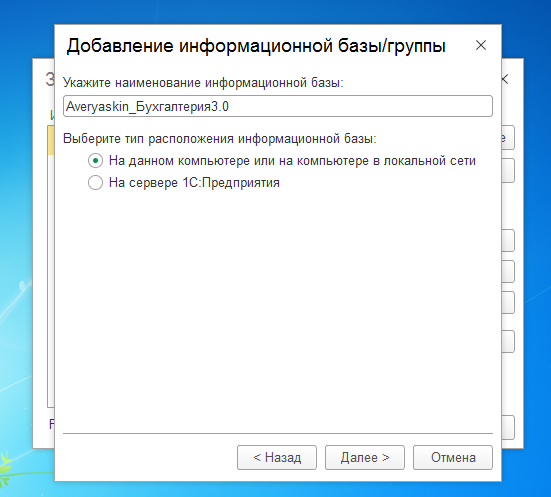 Добавление информационной базы/группы
Укажите наименование информационной базы:
Averyaskin_Бухгалтерия3.0
Выберите тип расположения информационной базы:
На данном компьютере или на компьютере в локальной сети
На сервере 1С:Предприятия
< Назад
Далее >
Отмена